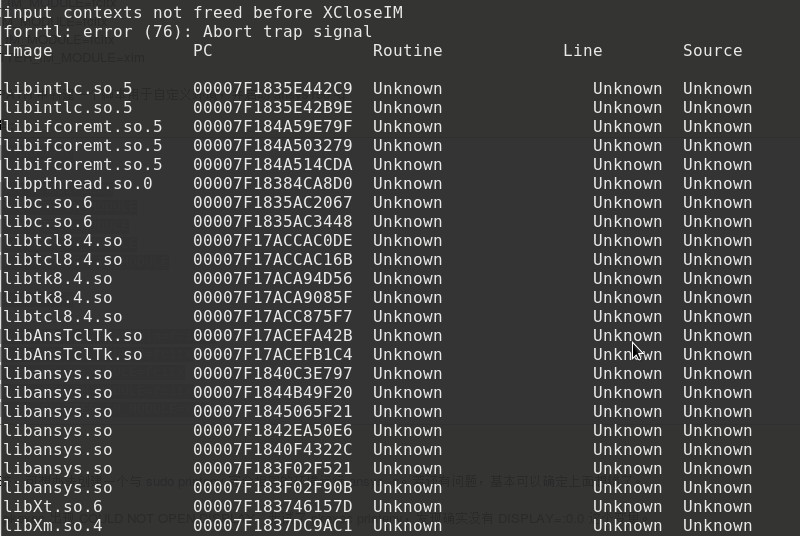 input contexts not freed before XCloseIM
forrtl: error (76): Abort trap signal
Image PC Routine Line Source
libintlc.so.5 00007F1835E442C9 Unknown Unknown Unknown
libintlc.so.5 00007F1835E42B9E Unknown Unknown Unknown
libifcoremt.so.5 00007F184A59E79F Unknown Unknown Unknown
libifcoremt.so.5 00007F184A503279 Unknown Unknown Unknown
libifcoremt.so.5 00007F184A514CDA Unknown Unknown Unknown
libpthread.so.0 00007F18384CA8D0 Unknown Unknown Unknown
libc.so.6 00007F1835AC2067 Unknown Unknown Unknown
libc.so.6 00007F1835AC3448 Unknown Unknown Unknown
libtcl8.4.so 00007F17ACCAC0DE Unknown Unknown Unknown
libtcl8.4.so 00007F17ACCAC16B Unknown Unknown Unknown
libtk8.4.so 00007F17ACA94D56 Unknown Unknown Unknown
libtk8.4.so 00007F17ACA9085F Unknown Unknown Unknown
libtcl8.4.so 00007F17ACC875F7 Unknown Unknown Unknown
libAnsTclTk.so 00007F17ACEFA42B Unknown Unknown Unknown
libAnsTclTk.so 00007F17ACEFB1C4 Unknown Unknown Unknown
libansys.so 00007F1840C3E797 Unknown Unknown Unknown
libansys.so 00007F1844B49F20 Unknown Unknown Unknown
libansys.so 00007F1845065F21 Unknown Unknown Unknown
libansys.so 00007F1842EA50E6 Unknown Unknown Unknown
libansys.so 00007F1840F4322C Unknown Unknown Unknown
libansys.so 00007F183F02F521 Unknown Unknown Unknown
libansys.so 00007F183F02F90B Unknown Unknown Unknown
libXt.so.6 00007F183746157D Unknown Unknown Unknown
libXm.so.4 00007F1837DC9AC1 Unknown Unknown Unknown